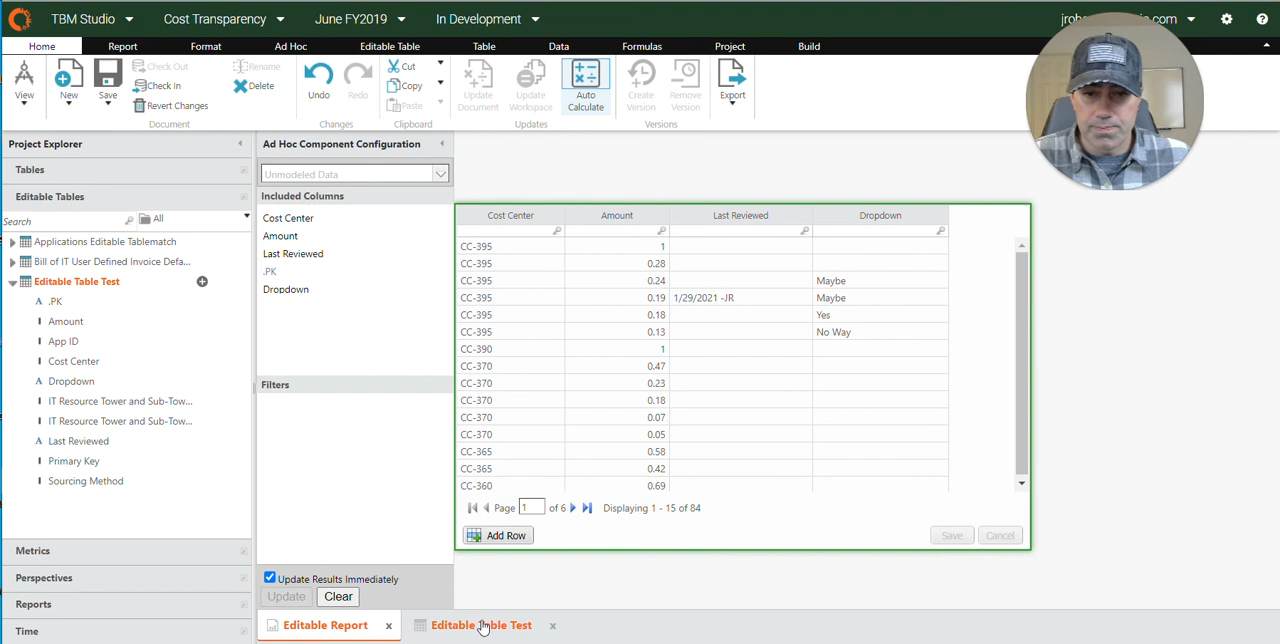 TBM Studio Cost Transparency June FY2019 In Development .com
Home Report Format Ad Hoc Editable Table Table Data Formulas Project Build
View New Save Check Out Check In Revert Changes Rename Delete Undo Redo Cut Copy Paste Update Document Update Workspace Auto Calculate Create Version Remove Version Export
Document Changes Clipboard Updates Versions
Project Explorer
Tables
Editable Tables
Search All
Applications Editable Tablematch
Bill of IT User Defined Invoice Defa...
Editable Table Test
A .PK
Amount
App ID
Cost Center
A Dropdown
IT Resource Tower and Sub-Tow...
IT Resource Tower and Sub-Tow...
A Last Reviewed
Primary Key
Sourcing Method
Metrics
Perspectives
Reports
Time
Ad Hoc Component Configuration
Unmodeled Data
Included Columns
Cost Center
Amount
Last Reviewed
.PK
Dropdown
Filters
Update Results Immediately
Update Clear
Cost Center Amount Last Reviewed Dropdown
CC-395 1
CC-395 0.28
CC-395 0.24 Maybe
CC-395 0.19 1/29/2021 -JR Maybe
CC-395 0.18 Yes
CC-395 0.13 No Way
CC-390 1
CC-370 0.47
CC-370 0.23
CC-370 0.18
CC-370 0.07
CC-370 0.05
CC-365 0.58
CC-365 0.42
CC-360 0.69
Page 1 of 6 Displaying 1 - 15 of 84
Add Row Save Cancel
Editable Report x Editable Table Test x